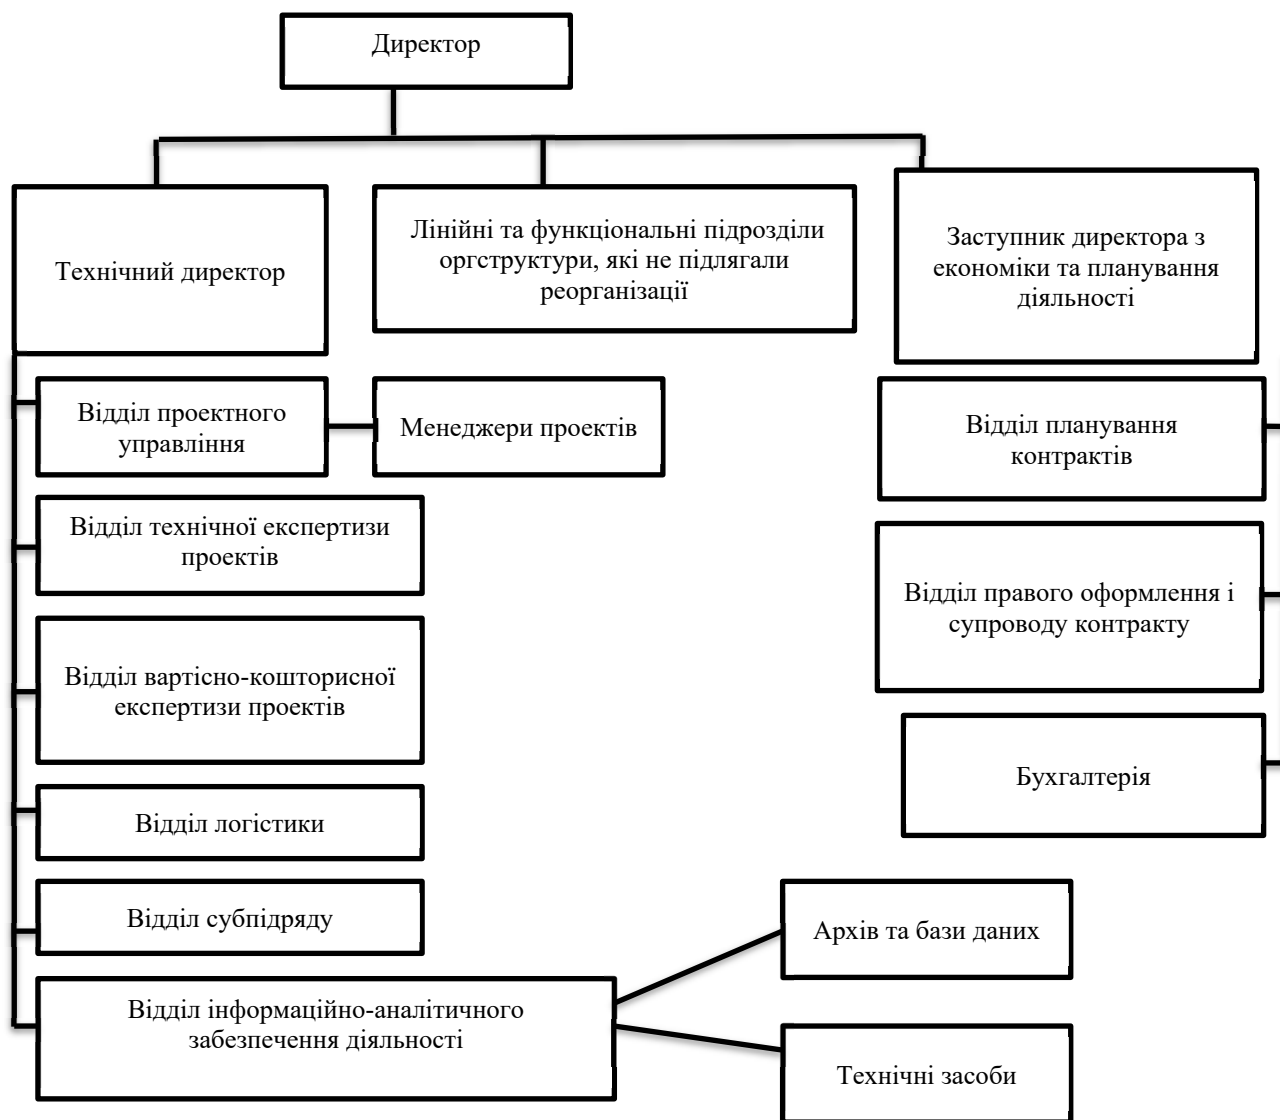 Директор
Технічний директор
Лінійні та функціональні підрозділи
оргструктури, які не підлягали
реорганізації
Заступник директора з
економіки та планування
діяльності
Відділ проектного
управління
Менеджери проектів
Відділ планування
контрактів
Відділ технічної експертизи
проектів
Відділ правого оформлення і
супроводу контракту
Відділ вартісно-кошторисної
експертизи проектів
Бухгалтерія
Відділ логістики
Відділ субпідряду
Архів та бази даних
Відділ інформаційно-аналітичного
забезпечення діяльності
Технічні засоби